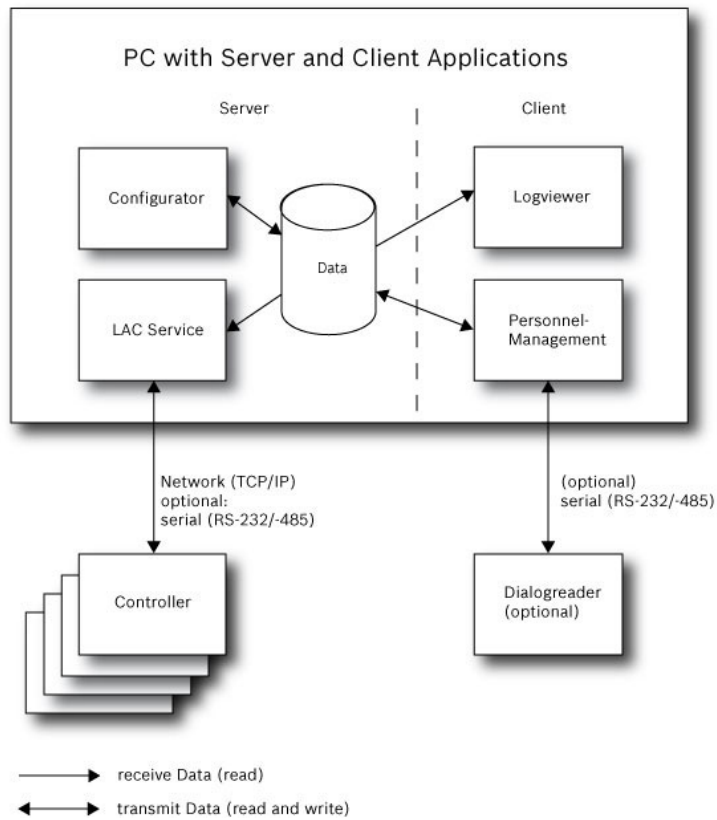 PC with Server and Client Applications
Server
Client
Configurator
Logviewer
Data
LAC Service
Personnel-
Management
Network (TCP/IP)
optional:
serial (RS-232/-485)
(optional)
serial (RS-232/-485)
Controller
Dialogreader
(optional)
receive Data (read)
transmit Data (read and write)